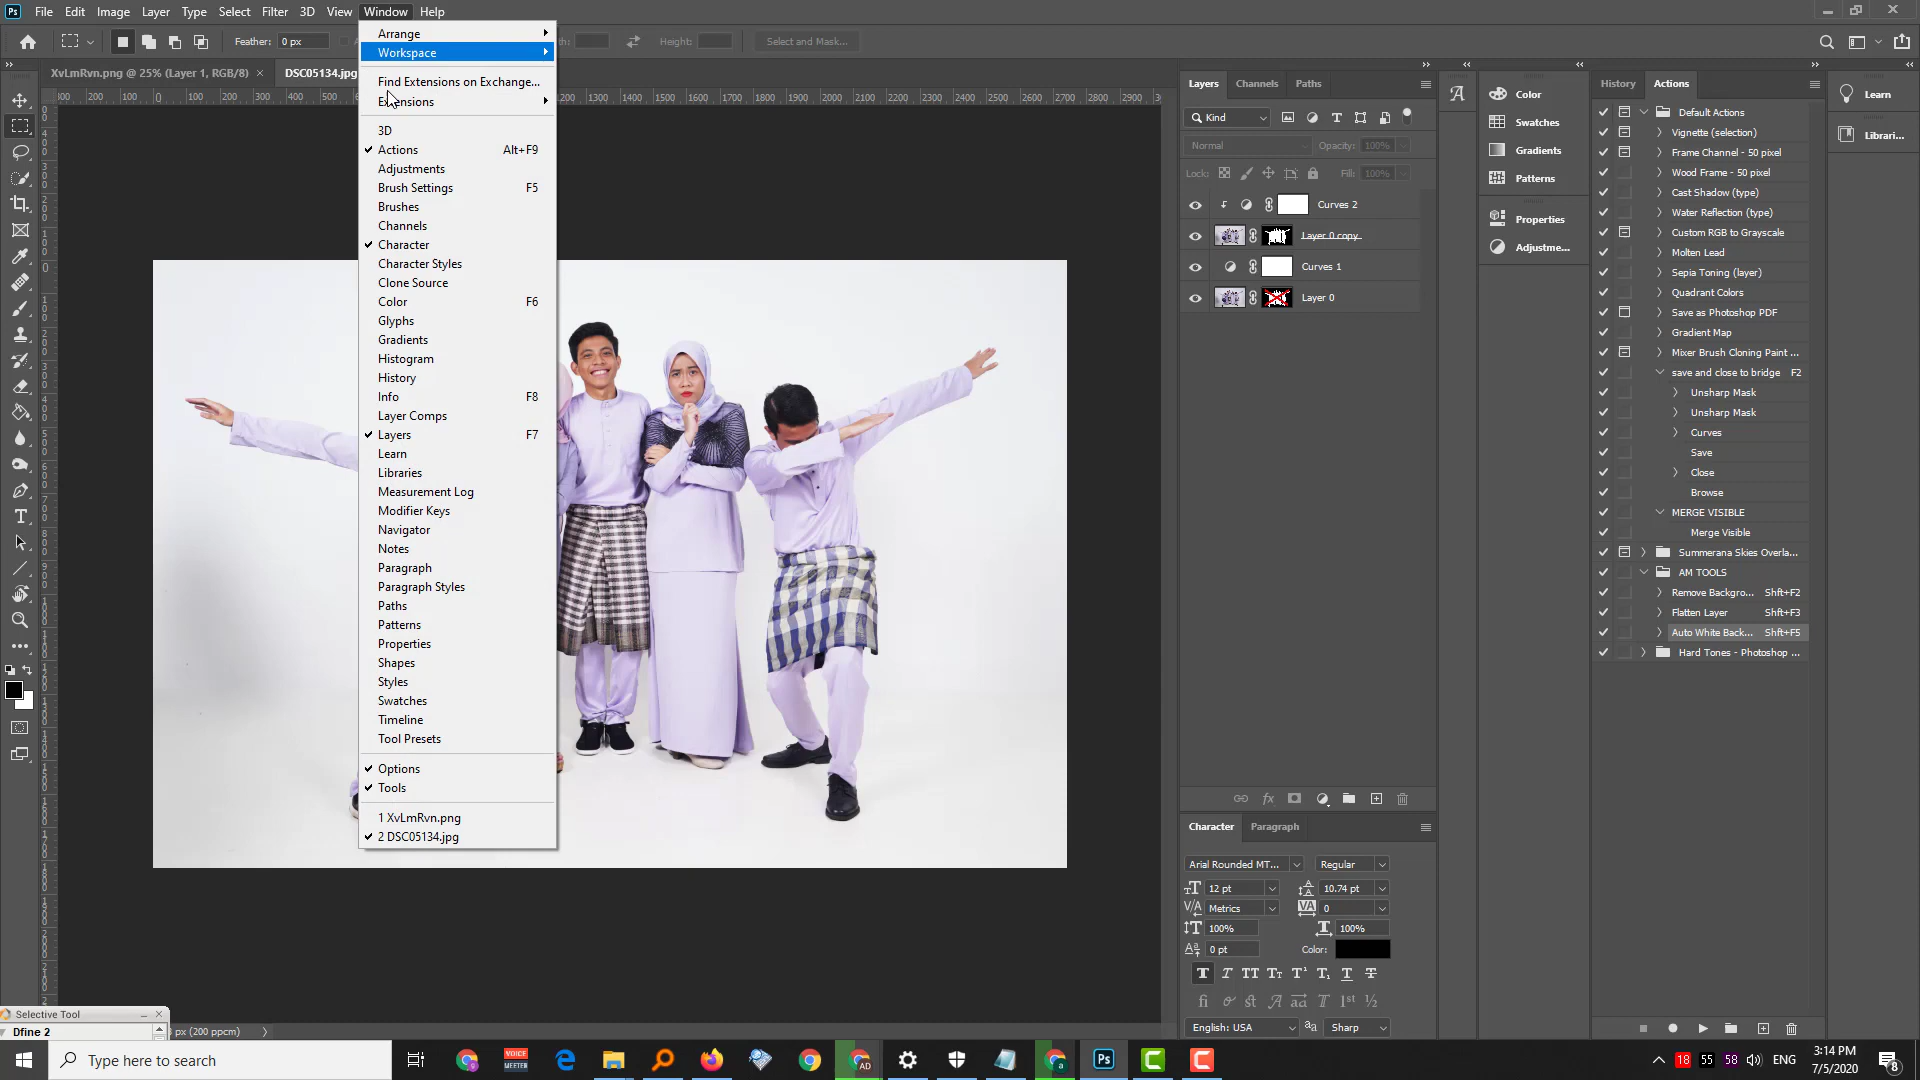 Ps File Edit Image Layer Type Select Filter 3D View Window Help
Feather: 0 px
Height:
Select and Mask...
XvLmRvn.png @ 25% (Layer 1, RGB/8) ×
DSC05134.jpg
Arrange
Workspace
Find Extensions on Exchange...
Extensions
3D
Actions Alt+F9
Adjustments
Brush Settings F5
Brushes
Channels
Character
Character Styles
Clone Source
Color F6
Glyphs
Gradients
Histogram
History
Info F8
Layer Comps
Layers F7
Learn
Libraries
Measurement Log
Modifier Keys
Navigator
Notes
Paragraph
Paragraph Styles
Paths
Patterns
Properties
Shapes
Styles
Swatches
Timeline
Tool Presets
Options
Tools
1 XvLmRvn.png
2 DSC05134.jpg
Layers Channels Paths
Kind
Normal Opacity: 100%
Lock: Fill: 100%
Curves 2
Layer 0 copy
Curves 1
Layer 0
Character Paragraph
Arial Rounded MT... Regular
12 pt 10.74 pt
Metrics 0
100% 100%
0 pt Color:
English: USA Sharp
Color
Swatches
Gradients
Patterns
Properties
Adjustme...
History Actions
Default Actions
Vignette (selection)
Frame Channel - 50 pixel
Wood Frame - 50 pixel
Cast Shadow (type)
Water Reflection (type)
Custom RGB to Grayscale
Molten Lead
Sepia Toning (layer)
Quadrant Colors
Save as Photoshop PDF
Gradient Map
Mixer Brush Cloning Paint ...
save and close to bridge F2
Unsharp Mask
Unsharp Mask
Curves
Save
Close
Browse
MERGE VISIBLE
Merge Visible
Summerana Skies Overla...
AM TOOLS
Remove Backgro... Shft+F2
Flatten Layer Shft+F3
Auto White Back... Shft+F5
Hard Tones - Photoshop ...
Learn
Librari...
Selective Tool
Dfine 2
3 px (200 ppcm)
Type here to search
VOICE MEETER
AD
Ps
18 55 58 ENG
3:14 PM
7/5/2020
8